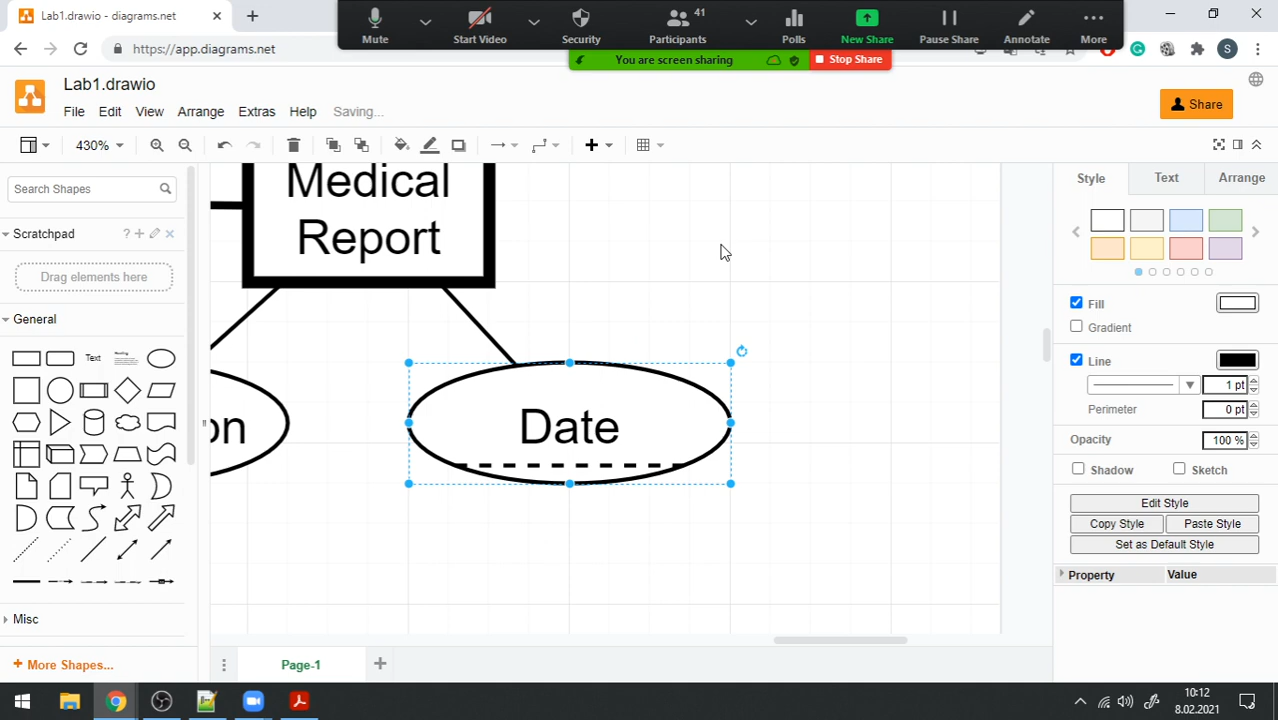 Lab1.drawio - diagrams.net
https://app.diagrams.net
Mute
Start Video
Security
41
Participants
Polls
New Share
Pause Share
Annotate
More
You are screen sharing
Stop Share
S
Lab1.drawio
File Edit View Arrange Extras Help Saving...
Share
430%
Search Shapes
Scratchpad
?
Drag elements here
General
Text
Heading
Misc
+ More Shapes...
Medical
Report
on
Date
Page-1
Style Text Arrange
Fill
Gradient
Line
1 pt
Perimeter 0 pt
Opacity 100 %
Shadow Sketch
Edit Style
Copy Style Paste Style
Set as Default Style
Property Value
10:12
8.02.2021